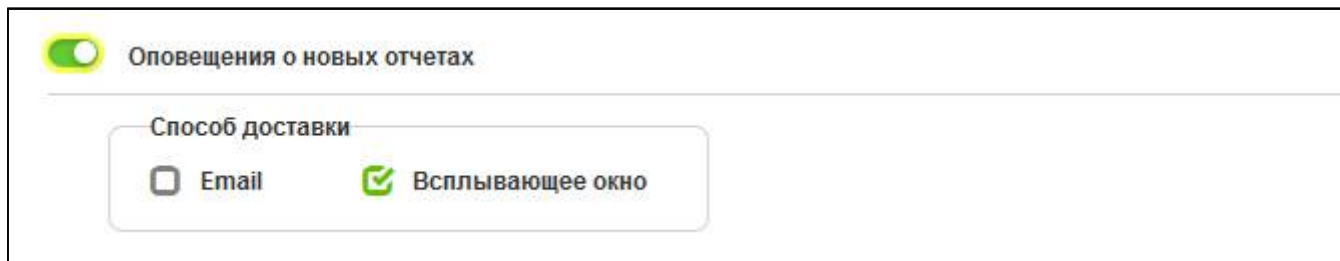 Оповещения о новых отчетах
Способ доставки
Email Всплывающее окно